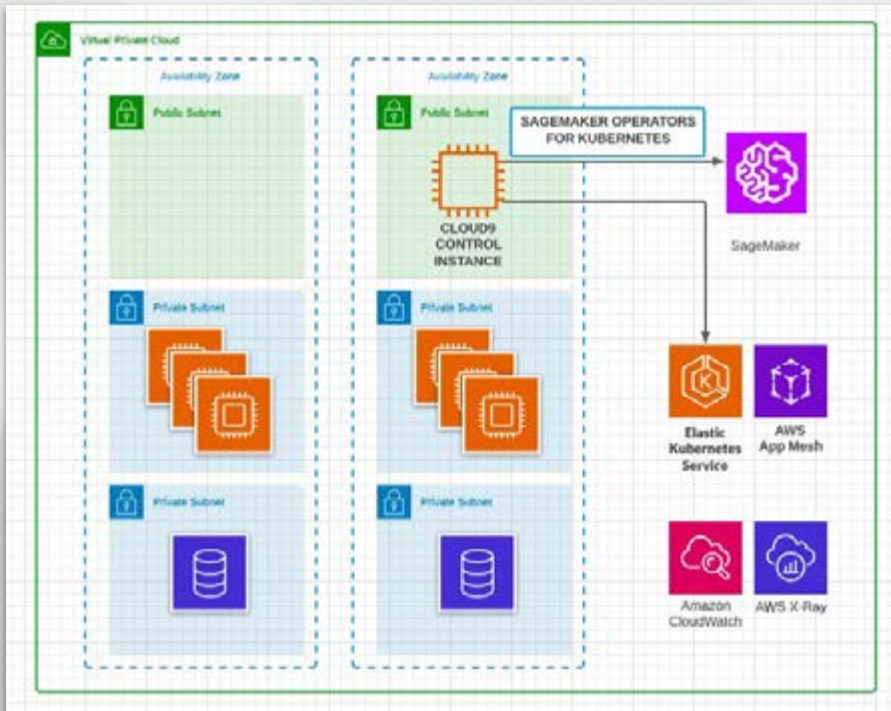 Virtual Private Cloud
Availability Zone
Availability Zone
Public Subnet
Public Subnet
SAGEMAKER OPERATORS
FOR KUBERNETES
CLOUD9
CONTROL
INSTANCE
SageMaker
Private Subnet
Private Subnet
Elastic
Kubernetes
Service
AWS
App Mesh
Private Subnet
Private Subnet
Amazon
CloudWatch
AWS X-Ray